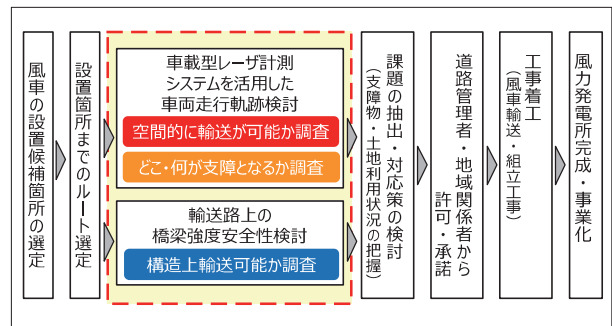 風車の設置候補箇所の選定
設置箇所までのルート選定
車載型レーザ計測
システムを活用した
車両走行軌跡検討
空間的に輸送が可能か調査
どこ・何が支障となるか調査
輸送路上の
橋梁強度安全性検討
構造上輸送可能か調査
課題の抽出・対応策の検討
（支障物・土地利用状況の把握）
道路管理者・地域関係者から
許可・承諾
工事着工
（風車輸送・組立工事）
風力発電所完成・事業化